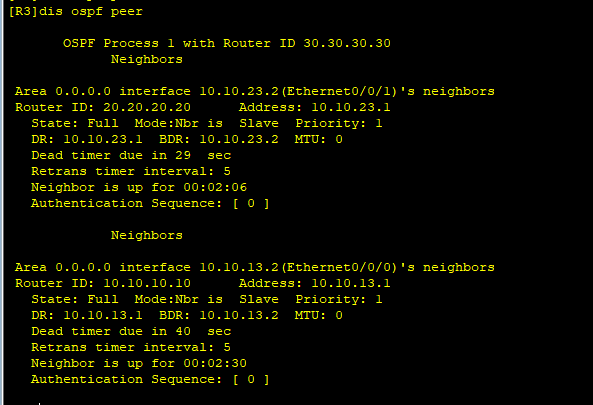 [R3]dis ospf peer
OSPF Process 1 with Router ID 30.30.30.30
Neighbors
Area 0.0.0.0 interface 10.10.23.2(Ethernet0/0/1)'s neighbors
Router ID: 20.20.20.20 Address: 10.10.23.1
State: Full Mode:Nbr is Slave Priority: 1
DR: 10.10.23.1 BDR: 10.10.23.2 MTU: 0
Dead timer due in 29 sec
Retrans timer interval: 5
Neighbor is up for 00:02:06
Authentication Sequence: [ 0 ]
Neighbors
Area 0.0.0.0 interface 10.10.13.2(Ethernet0/0/0)'s neighbors
Router ID: 10.10.10.10 Address: 10.10.13.1
State: Full Mode:Nbr is Slave Priority: 1
DR: 10.10.13.1 BDR: 10.10.13.2 MTU: 0
Dead timer due in 40 sec
Retrans timer interval: 5
Neighbor is up for 00:02:30
Authentication Sequence: [ 0 ]